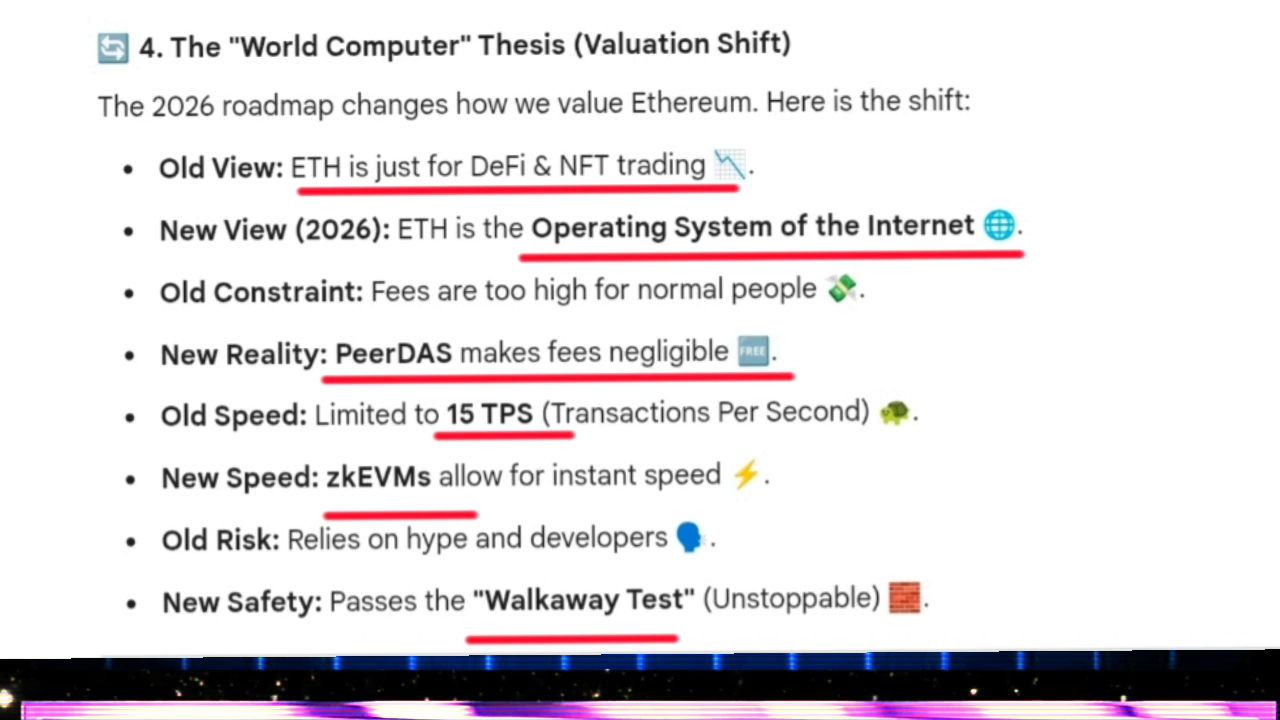 🔄 4. The "World Computer" Thesis (Valuation Shift)
The 2026 roadmap changes how we value Ethereum. Here is the shift:
• Old View: ETH is just for DeFi & NFT trading 📉.
• New View (2026): ETH is the Operating System of the Internet 🌐.
• Old Constraint: Fees are too high for normal people 💸.
• New Reality: PeerDAS makes fees negligible 🆓.
• Old Speed: Limited to 15 TPS (Transactions Per Second) 🐢.
• New Speed: zkEVMs allow for instant speed ⚡.
• Old Risk: Relies on hype and developers 🗣️.
• New Safety: Passes the "Walkaway Test" (Unstoppable) 🧱.